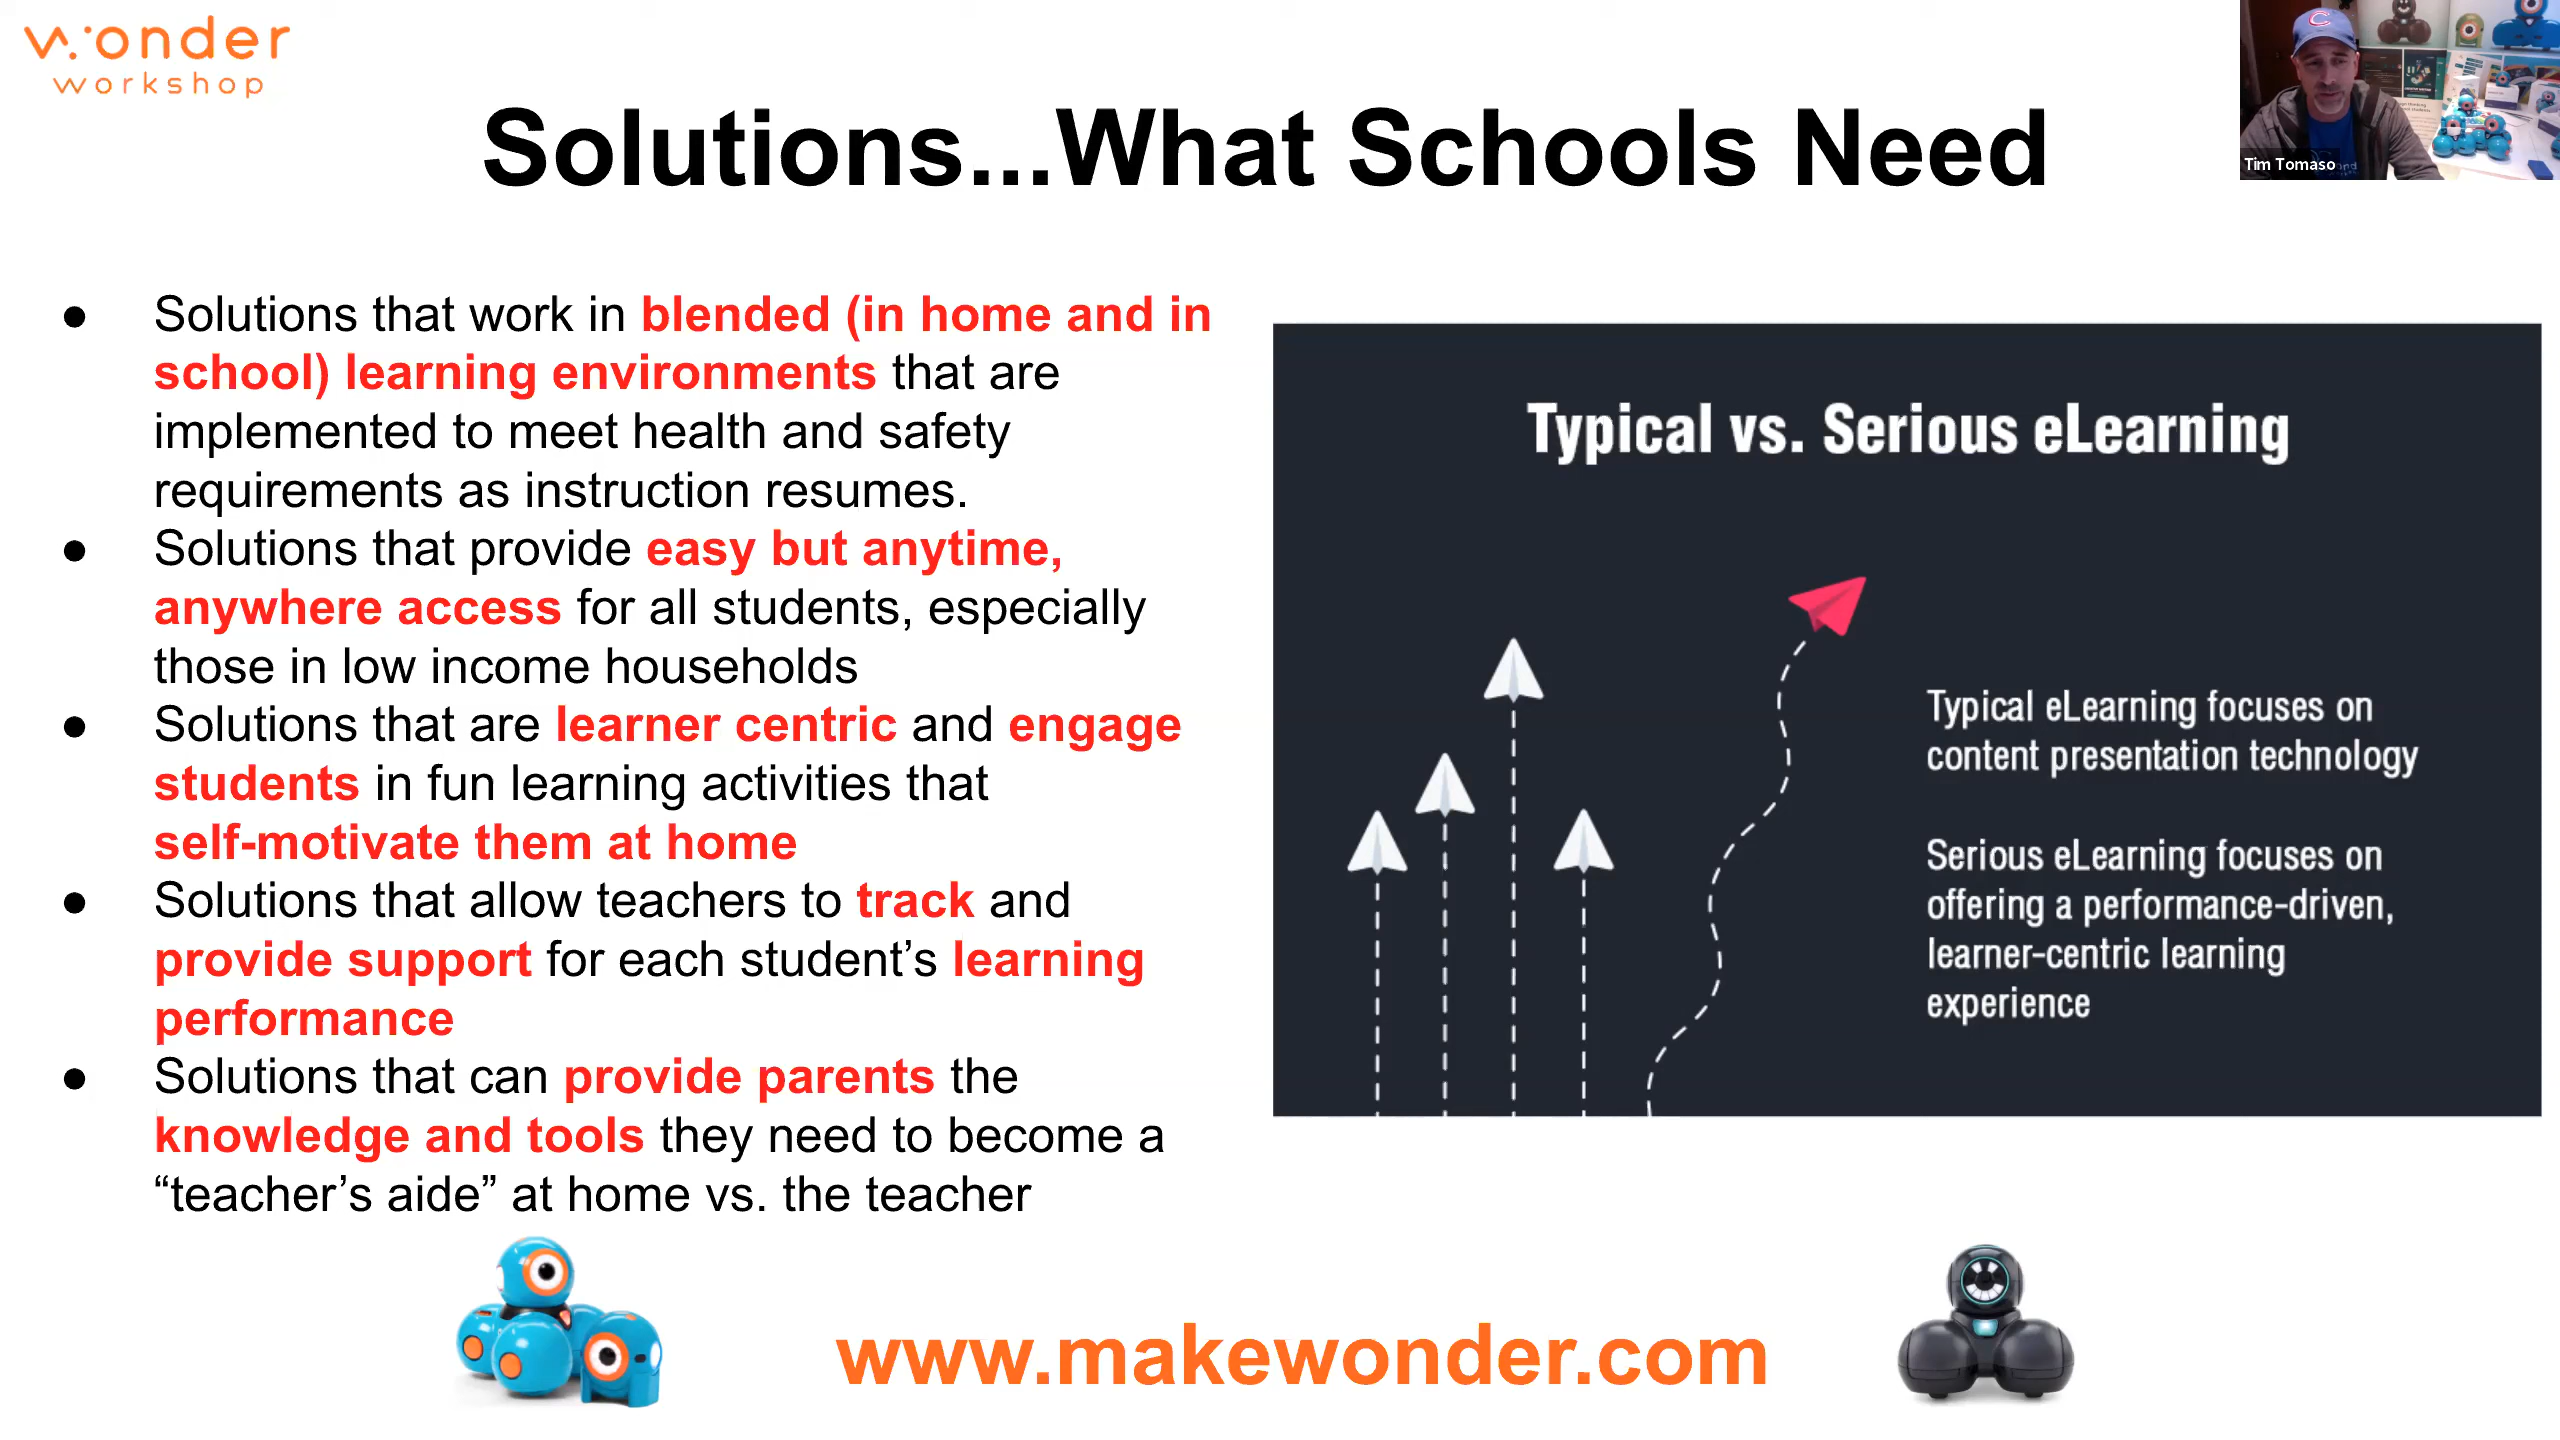 wonder
workshop
Solutions...What Schools Need
Tim Tomaso
● Solutions that work in blended (in home and in
school) learning environments that are
implemented to meet health and safety
requirements as instruction resumes.
● Solutions that provide easy but anytime,
anywhere access for all students, especially
those in low income households
● Solutions that are learner centric and engage
students in fun learning activities that
self-motivate them at home
● Solutions that allow teachers to track and
provide support for each student’s learning
performance
● Solutions that can provide parents the
knowledge and tools they need to become a
“teacher’s aide” at home vs. the teacher
Typical vs. Serious eLearning
Typical eLearning focuses on
content presentation technology
Serious eLearning focuses on
offering a performance-driven,
learner-centric learning
experience
www.makewonder.com